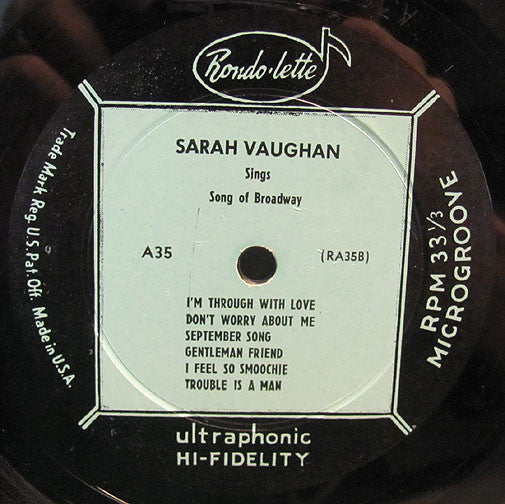 Rondo-lette
SARAH VAUGHAN
Sings
Song of Broadway
A35
(RA35B)
I'M THROUGH WITH LOVE
DON'T WORRY ABOUT ME
SEPTEMBER SONG
GENTLEMAN FRIEND
I FEEL SO SMOOCHIE
TROUBLE IS A MAN
Trade Mark Reg. U.S. Pat. Off. Made in U.S.A.
RPM 33 1/3
MICROGROOVE
ultraphonic
HI-FIDELITY